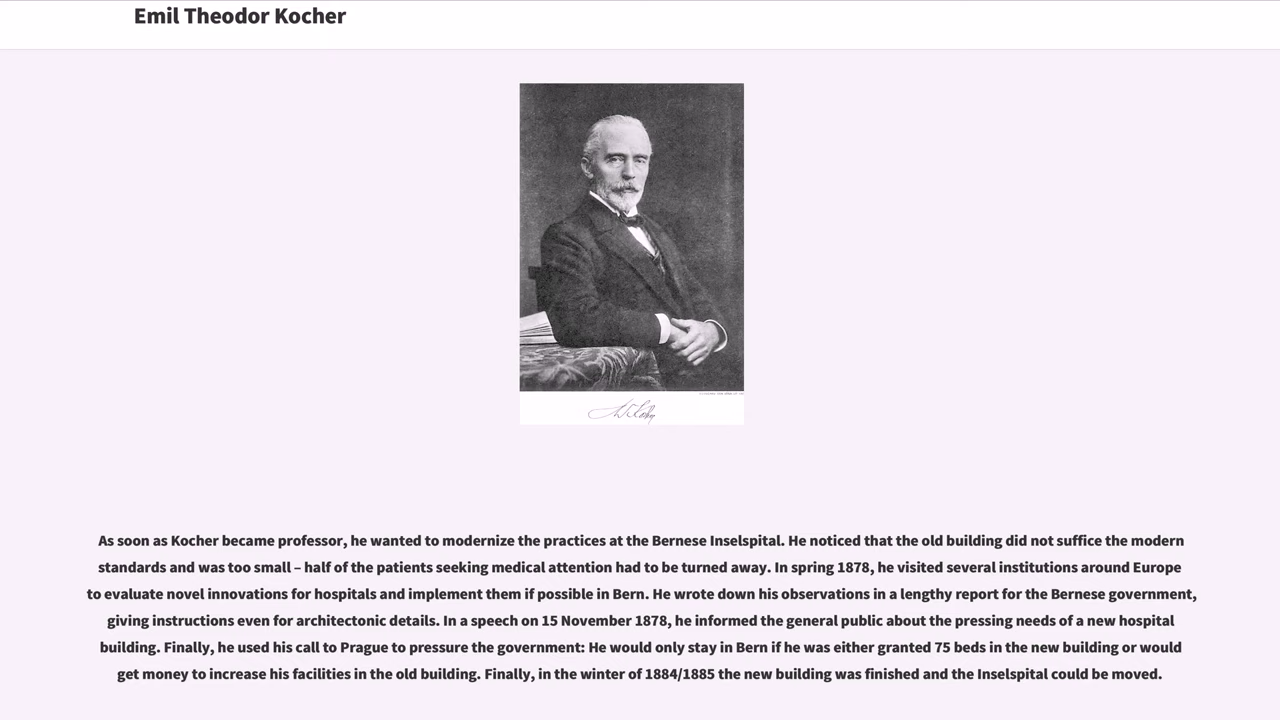 Emil Theodor Kocher
As soon as Kocher became professor, he wanted to modernize the practices at the Bernese Inselspital. He noticed that the old building did not suffice the modern
standards and was too small – half of the patients seeking medical attention had to be turned away. In spring 1878, he visited several institutions around Europe
to evaluate novel innovations for hospitals and implement them if possible in Bern. He wrote down his observations in a lengthy report for the Bernese government,
giving instructions even for architectonic details. In a speech on 15 November 1878, he informed the general public about the pressing needs of a new hospital
building. Finally, he used his call to Prague to pressure the government: He would only stay in Bern if he was either granted 75 beds in the new building or would
get money to increase his facilities in the old building. Finally, in the winter of 1884/1885 the new building was finished and the Inselspital could be moved.